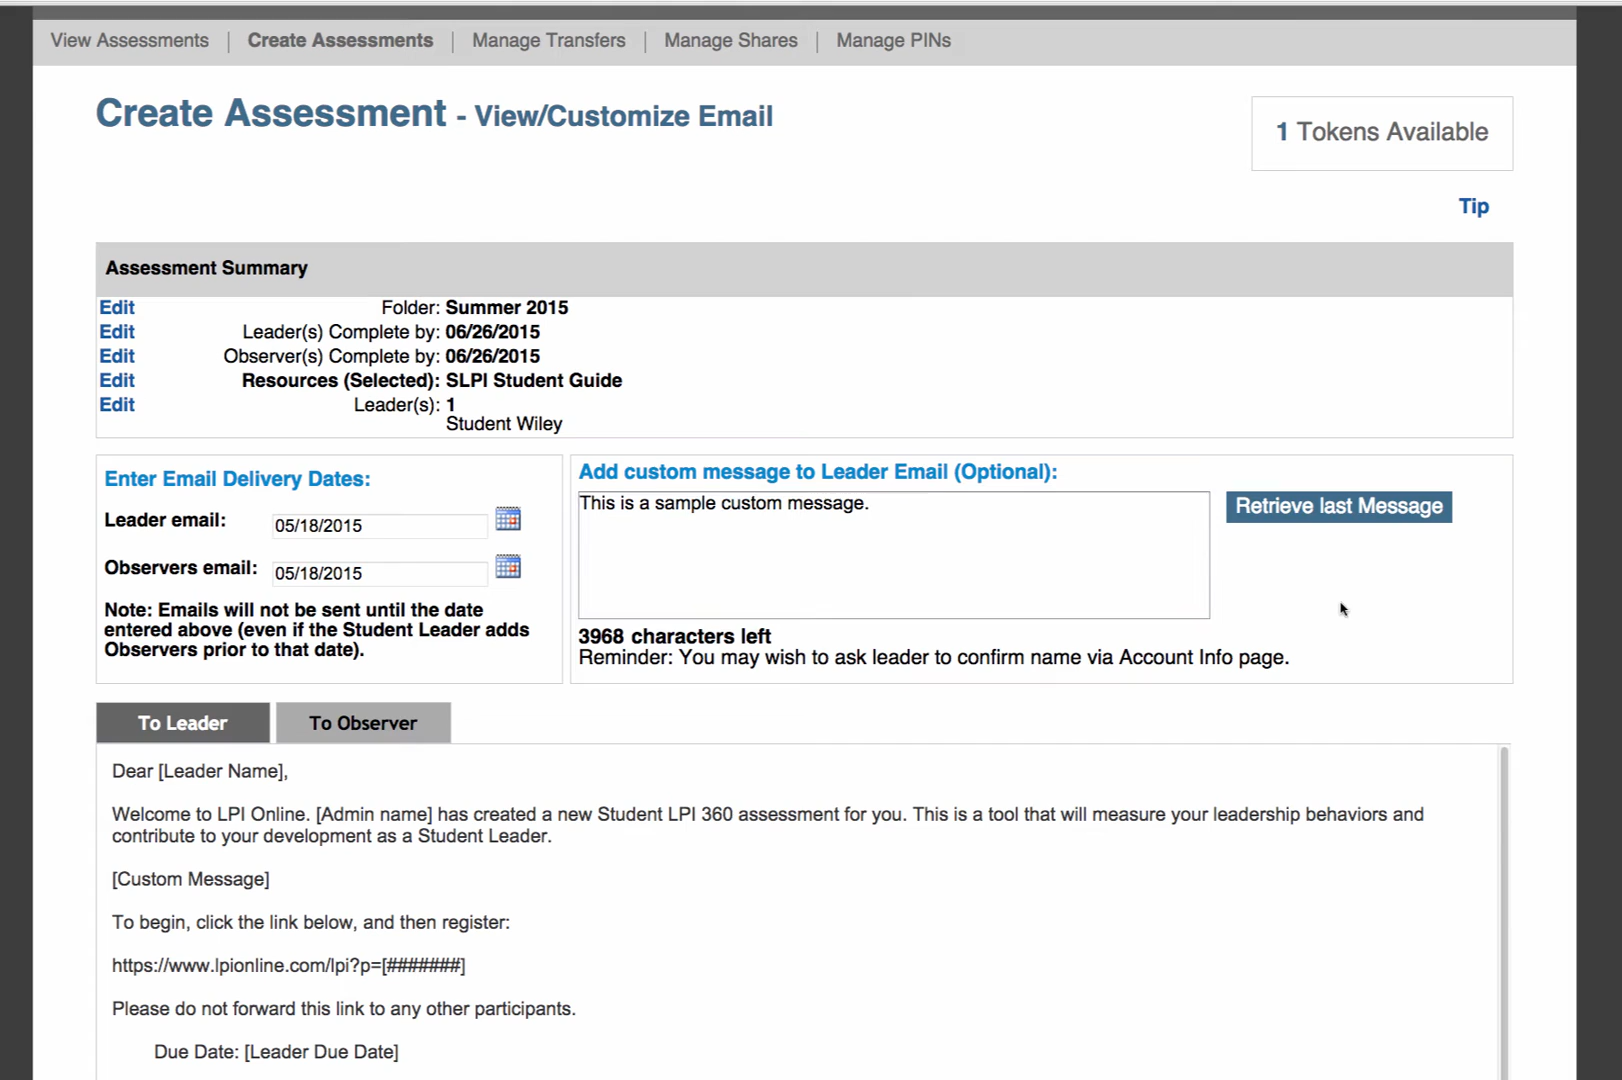 View Assessments | Create Assessments | Manage Transfers | Manage Shares | Manage PINs
Create Assessment - View/Customize Email
1 Tokens Available
Tip
Assessment Summary
Edit Folder: Summer 2015
Edit Leader(s) Complete by: 06/26/2015
Edit Observer(s) Complete by: 06/26/2015
Edit Resources (Selected): SLPI Student Guide
Edit Leader(s): 1
Student Wiley
Enter Email Delivery Dates:
Leader email: 05/18/2015
Observers email: 05/18/2015
Note: Emails will not be sent until the date
entered above (even if the Student Leader adds
Observers prior to that date).
Add custom message to Leader Email (Optional):
This is a sample custom message.
Retrieve last Message
3968 characters left
Reminder: You may wish to ask leader to confirm name via Account Info page.
To Leader
To Observer
Dear [Leader Name],
Welcome to LPI Online. [Admin name] has created a new Student LPI 360 assessment for you. This is a tool that will measure your leadership behaviors and
contribute to your development as a Student Leader.
[Custom Message]
To begin, click the link below, and then register:
https://www.lpionline.com/lpi?p=[#######]
Please do not forward this link to any other participants.
Due Date: [Leader Due Date]